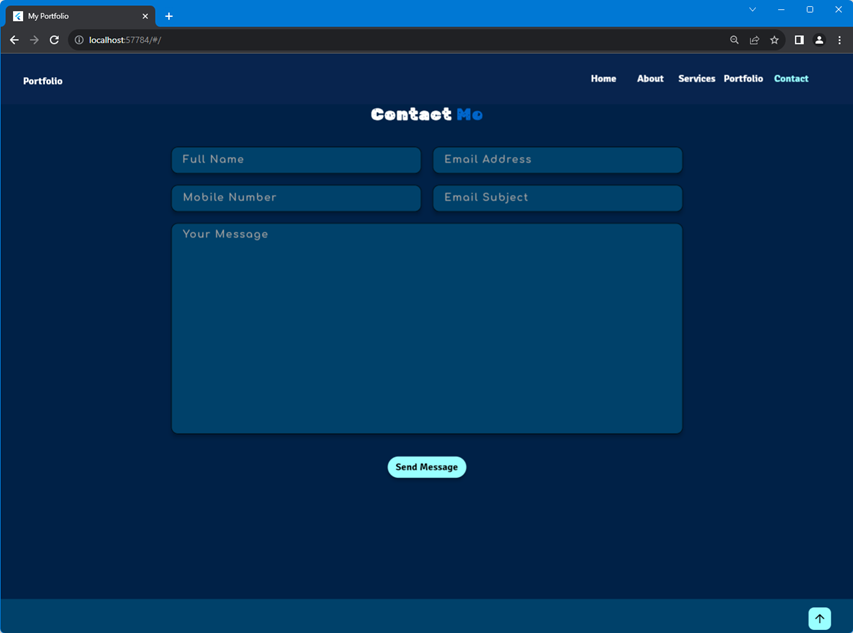 My Portfolio
localhost:57784/#/
Portfolio
Home About Services Portfolio Contact
Contact Me
Full Name Email Address
Mobile Number Email Subject
Your Message
Send Message